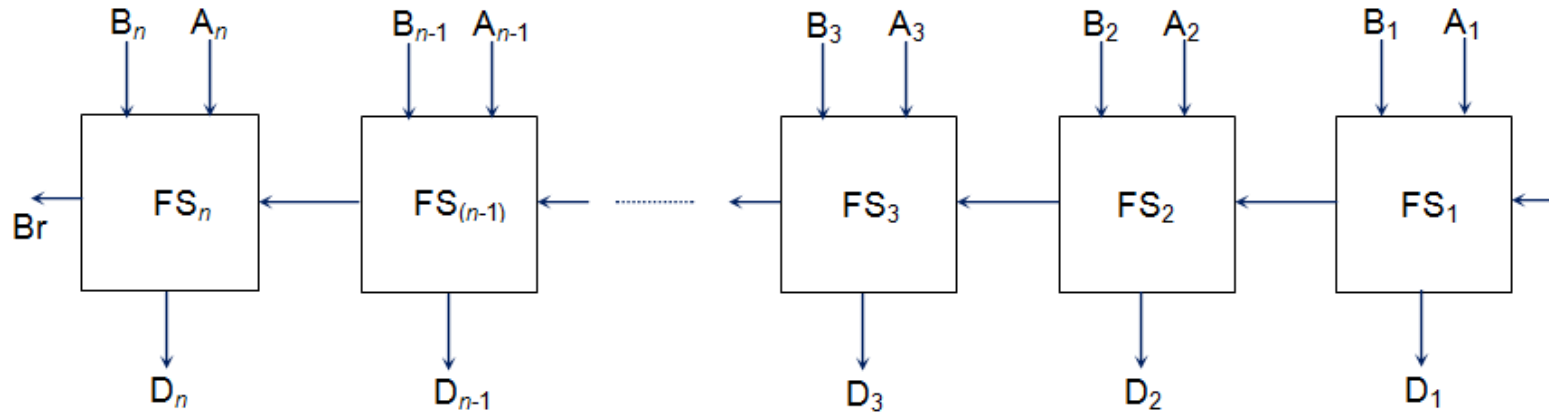 Bₙ Aₙ Bₙ₋₁ Aₙ₋₁ B₃ A₃ B₂ A₂ B₁ A₁
FSₙ FS₍ₙ₋₁₎ ............ FS₃ FS₂ FS₁
Br
Dₙ Dₙ₋₁ D₃ D₂ D₁